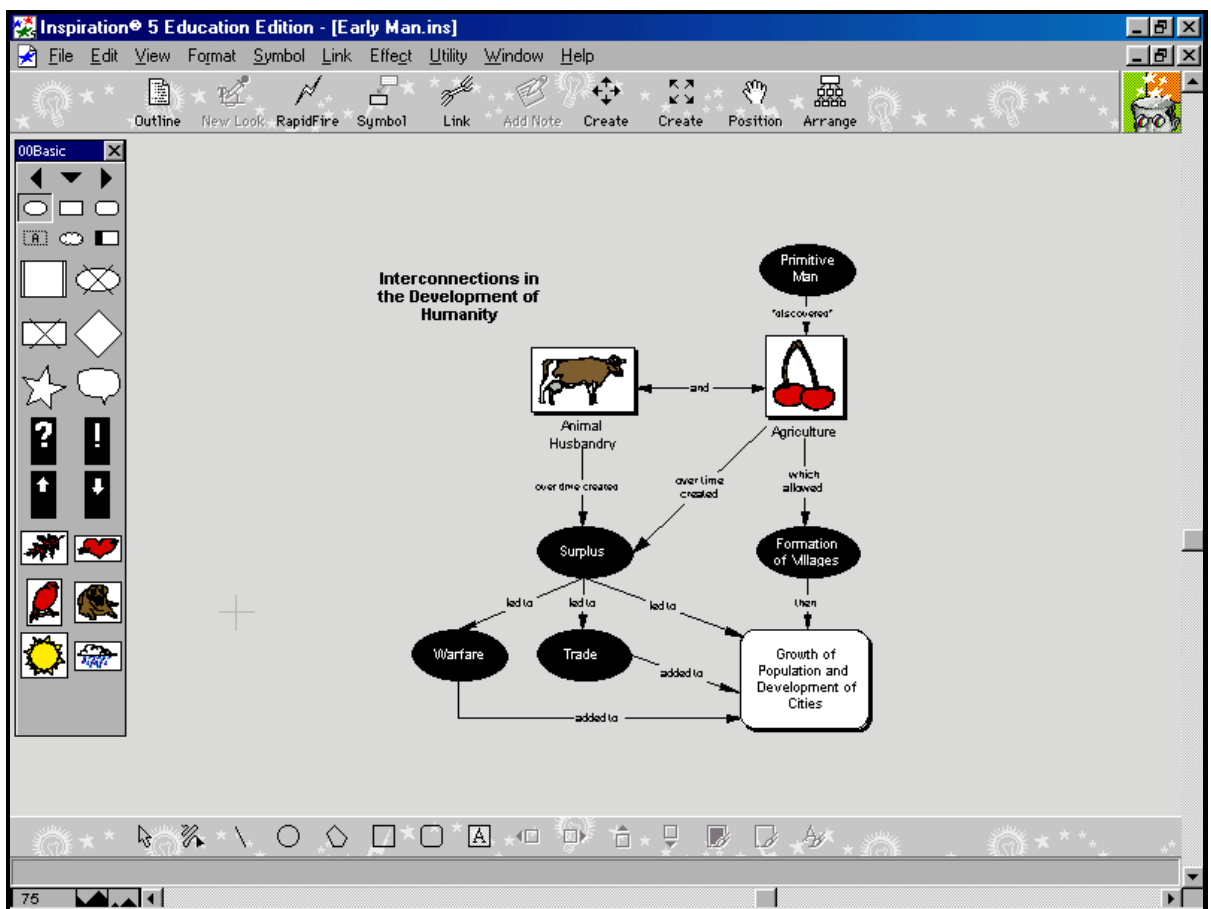 Inspiration® 5 Education Edition - [Early Man.ins]
File Edit View Format Symbol Link Effect Utility Window Help
Outline New Look RapidFire Symbol Link Add Note Create Create Position Arrange
00Basic
A
?
!
Interconnections in
the Development of
Humanity
Primitive
Man
"discovered"
and
Animal
Husbandry
Agriculture
over time created
over time
created
which
allowed
Surplus
Formation
of Villages
led to
led to
led to
then
Warfare
Trade
Growth of
Population and
Development of
Cities
added to
added to
A
75